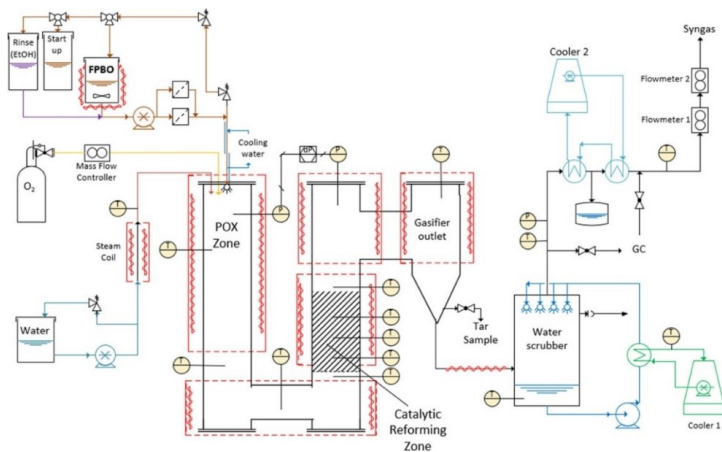 Rinse
(EtOH)
Start
up
FPBO
Cooling
water
O₂
Mass Flow
Controller
T
Steam
Coil
Water
POX
Zone
T
T
P
DP
P
T
Gasifier
outlet
T
T
T
T
T
T
Tar
Sample
Catalytic
Reforming
Zone
Cooler 2
Syngas
Flowmeter 2
Flowmeter 1
T
P
T
GC
Water
scrubber
T
T
Cooler 1